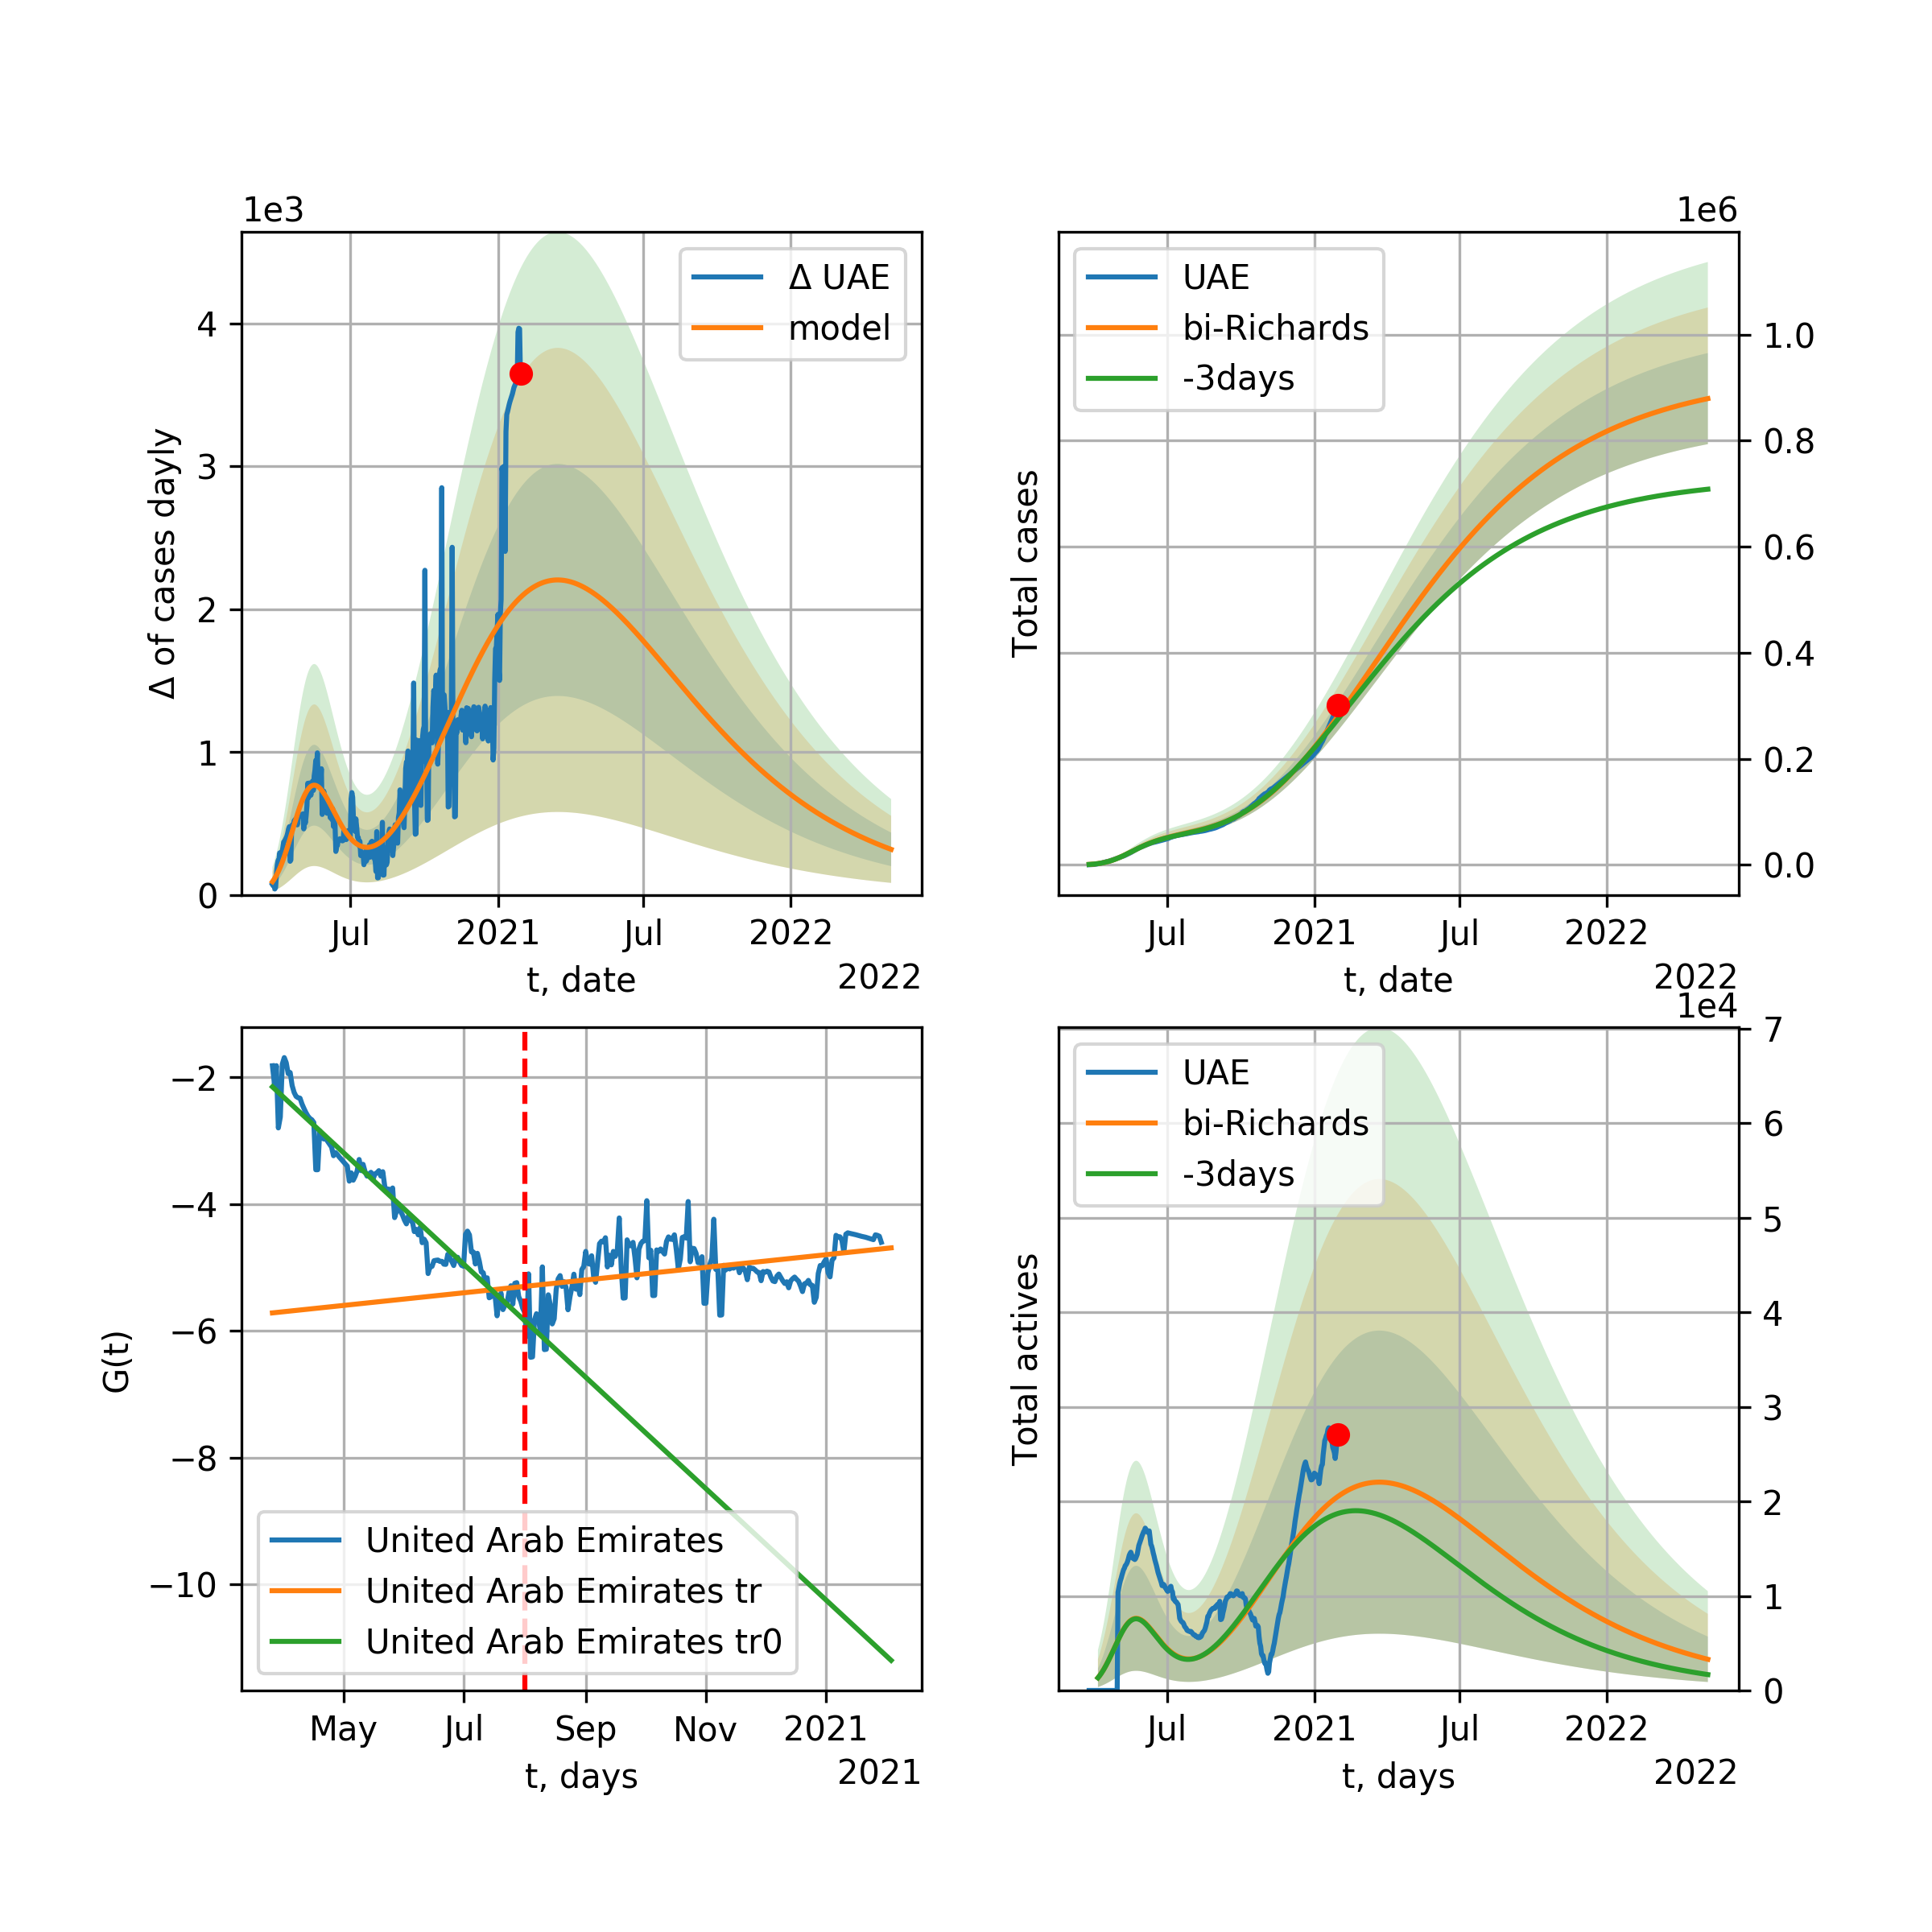 1e3
Δ UAE
model
4
3
2
1
0
Δ of cases dayly
Jul
2021
Jul
2022
t, date
2022
1e6
UAE
bi-Richards
-3days
1.0
0.8
0.6
0.4
0.2
0.0
Total cases
Jul
2021
Jul
2022
t, date
2022
−2
−4
−6
−8
−10
G(t)
United Arab Emirates
United Arab Emirates tr
United Arab Emirates tr0
May
Jul
Sep
Nov
2021
t, days
2021
1e4
UAE
bi-Richards
-3days
7
6
5
4
3
2
1
0
Total actives
Jul
2021
Jul
2022
t, days
2022